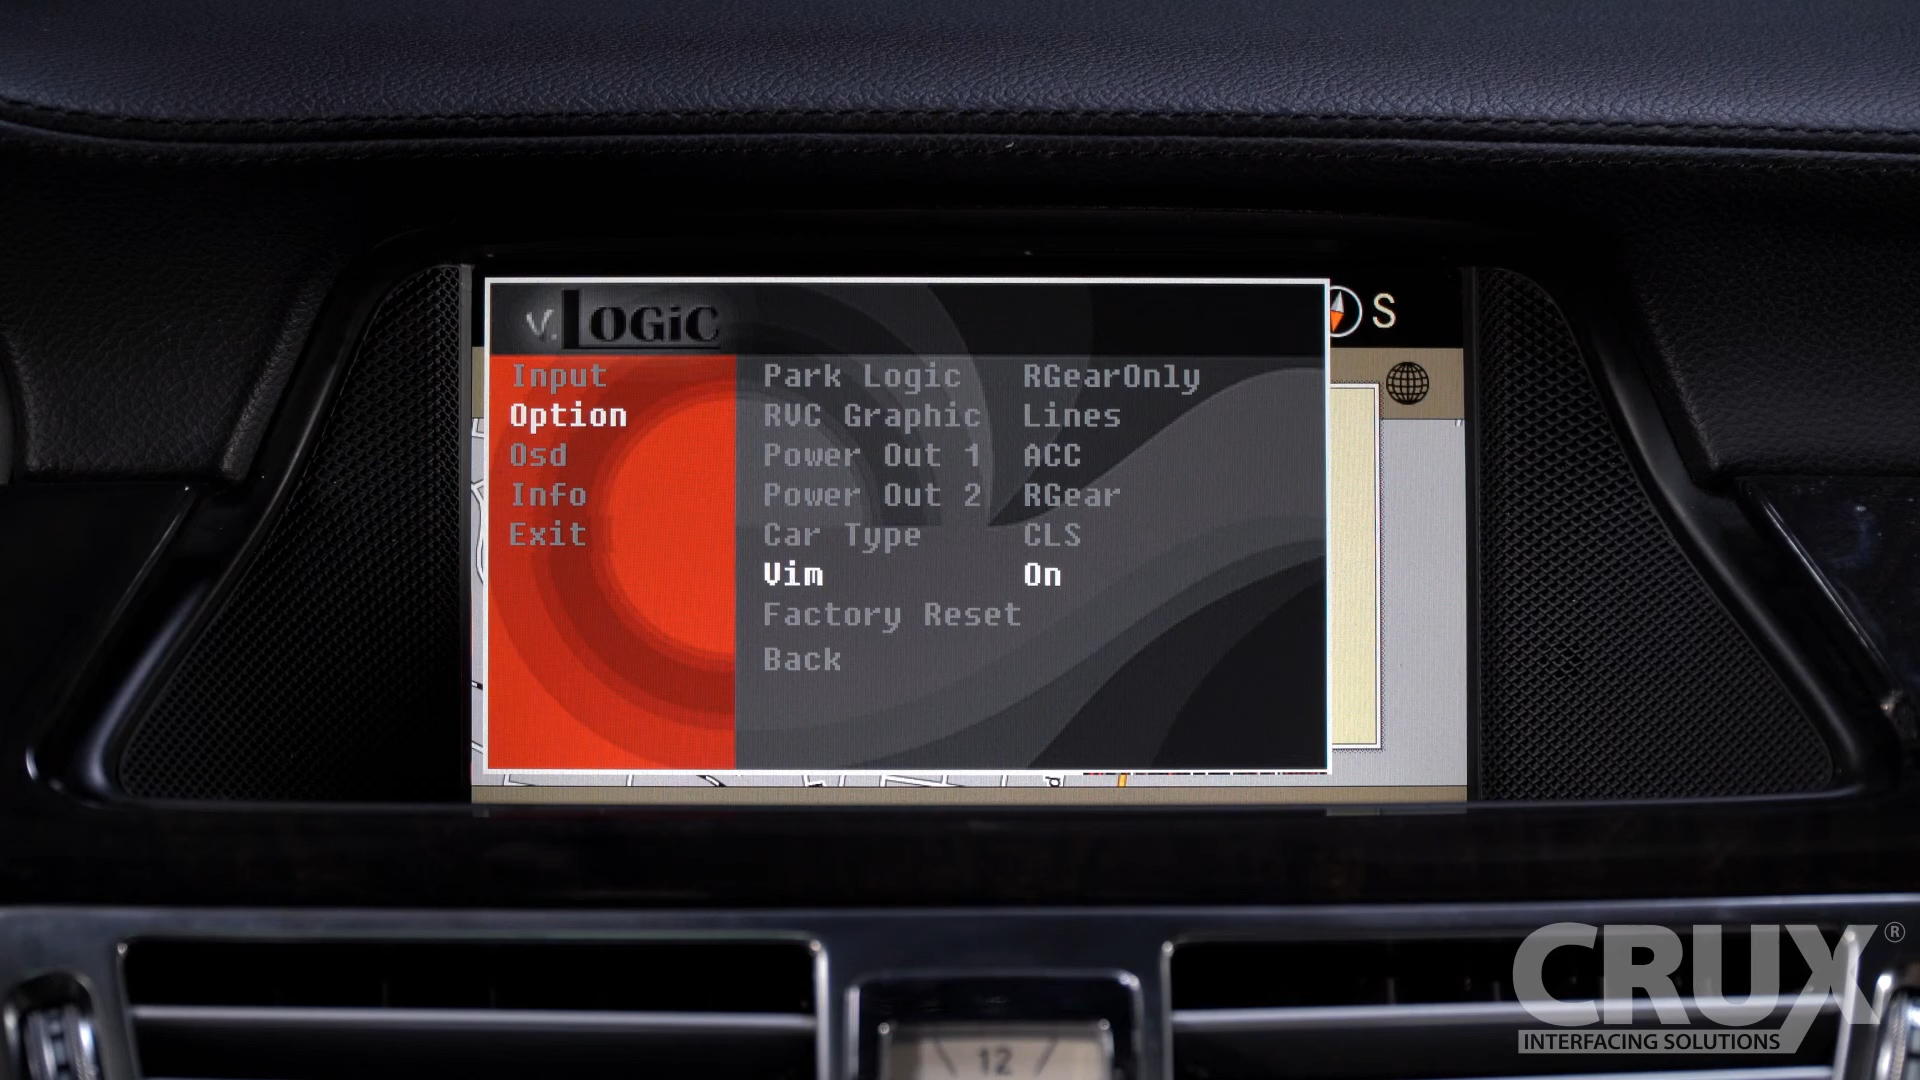 v.LOGiC
S
Input
Option
Osd
Info
Exit
Park Logic RGearOnly
RVC Graphic Lines
Power Out 1 ACC
Power Out 2 RGear
Car Type CLS
Vim On
Factory Reset
Back
12
CRUX®
INTERFACING SOLUTIONS